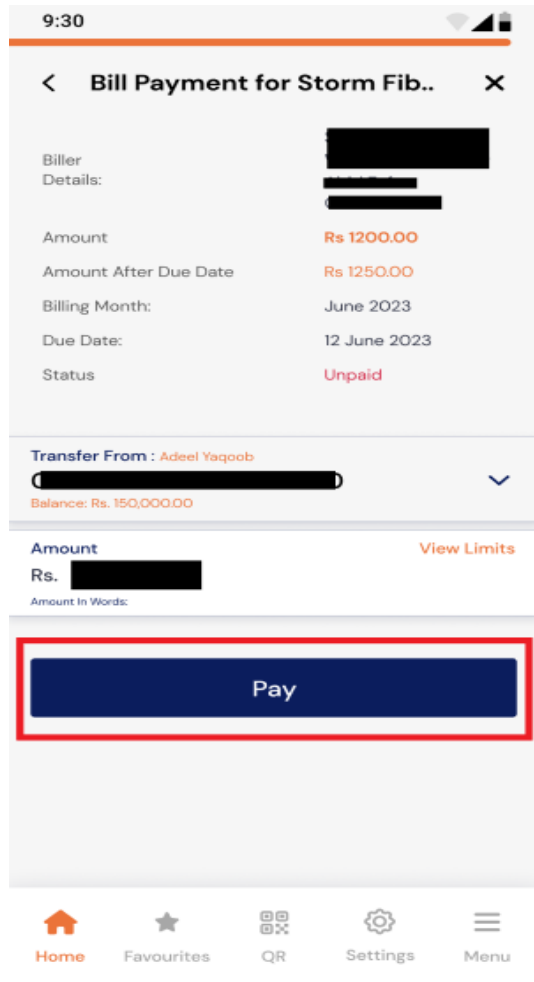 9:30
Bill Payment for Storm Fib..
Biller
Details:
Amount Rs 1200.00
Amount After Due Date Rs 1250.00
Billing Month: June 2023
Due Date: 12 June 2023
Status Unpaid
Transfer From : Adeel Yaqoob
Balance: Rs. 150,000.00
Amount View Limits
Rs.
Amount In Words:
Pay
Home Favourites QR Settings Menu